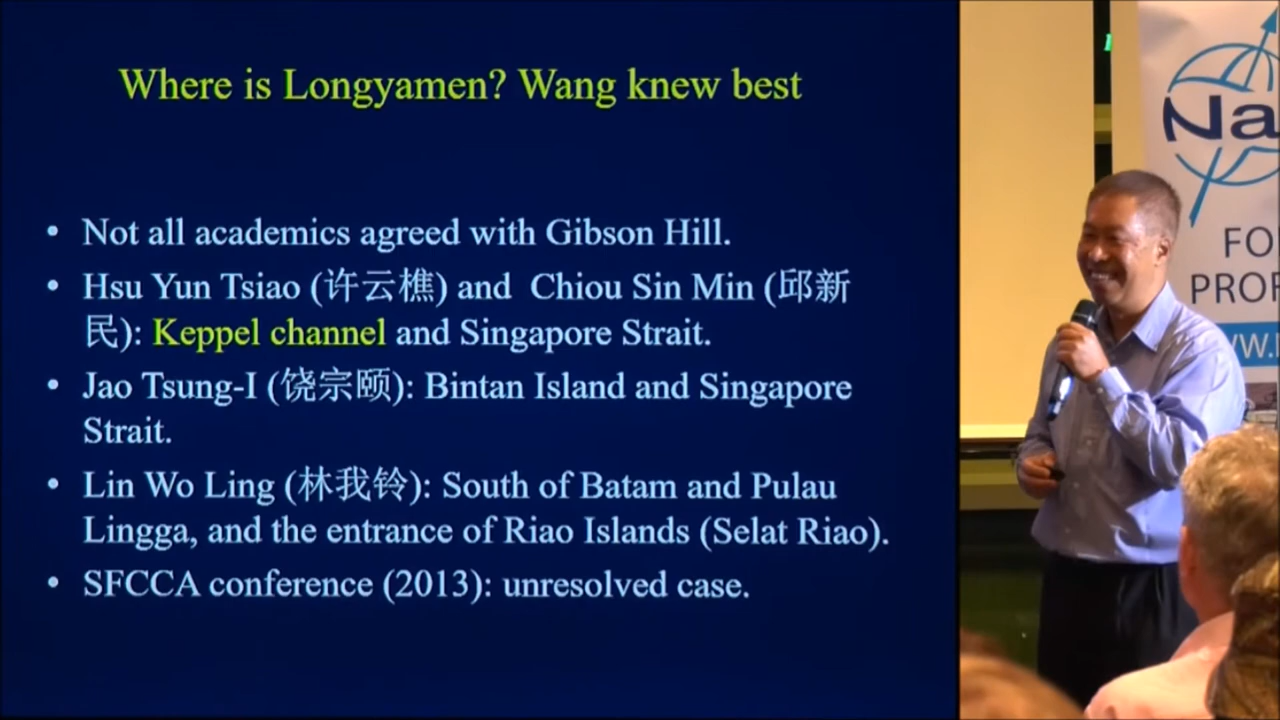 Where is Longyamen? Wang knew best
• Not all academics agreed with Gibson Hill.
• Hsu Yun Tsiao (许云樵) and Chiou Sin Min (邱新
民): Keppel channel and Singapore Strait.
• Jao Tsung-I (饶宗颐): Bintan Island and Singapore
Strait.
• Lin Wo Ling (林我铃): South of Batam and Pulau
Lingga, and the entrance of Riao Islands (Selat Riao).
• SFCCA conference (2013): unresolved case.
Na
FO
PROF